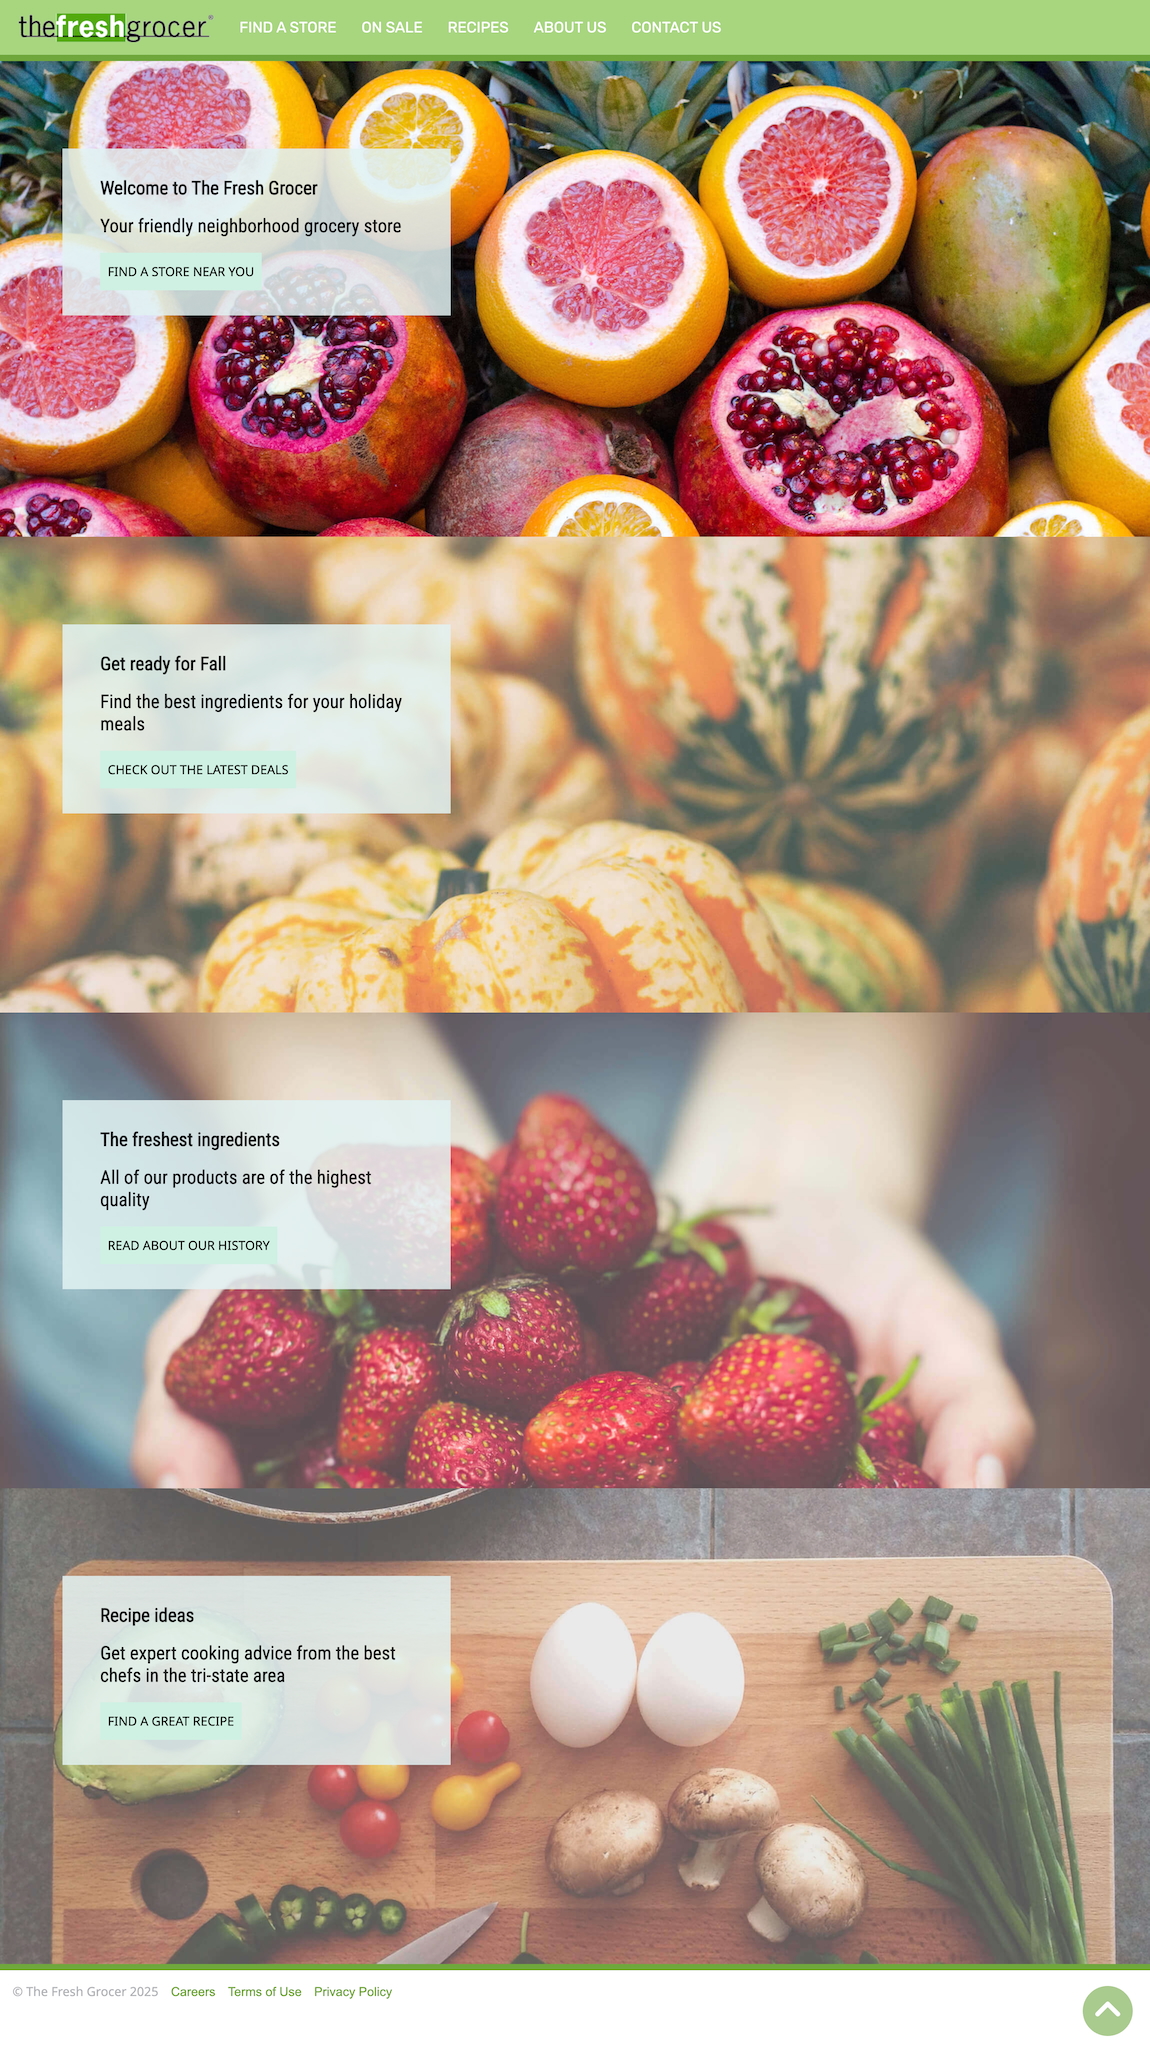 thefreshgrocer®
FIND A STORE ON SALE RECIPES ABOUT US CONTACT US
Welcome to The Fresh Grocer
Your friendly neighborhood grocery store
FIND A STORE NEAR YOU
Get ready for Fall
Find the best ingredients for your holiday
meals
CHECK OUT THE LATEST DEALS
The freshest ingredients
All of our products are of the highest
quality
READ ABOUT OUR HISTORY
Recipe ideas
Get expert cooking advice from the best
chefs in the tri-state area
FIND A GREAT RECIPE
© The Fresh Grocer 2025 Careers Terms of Use Privacy Policy